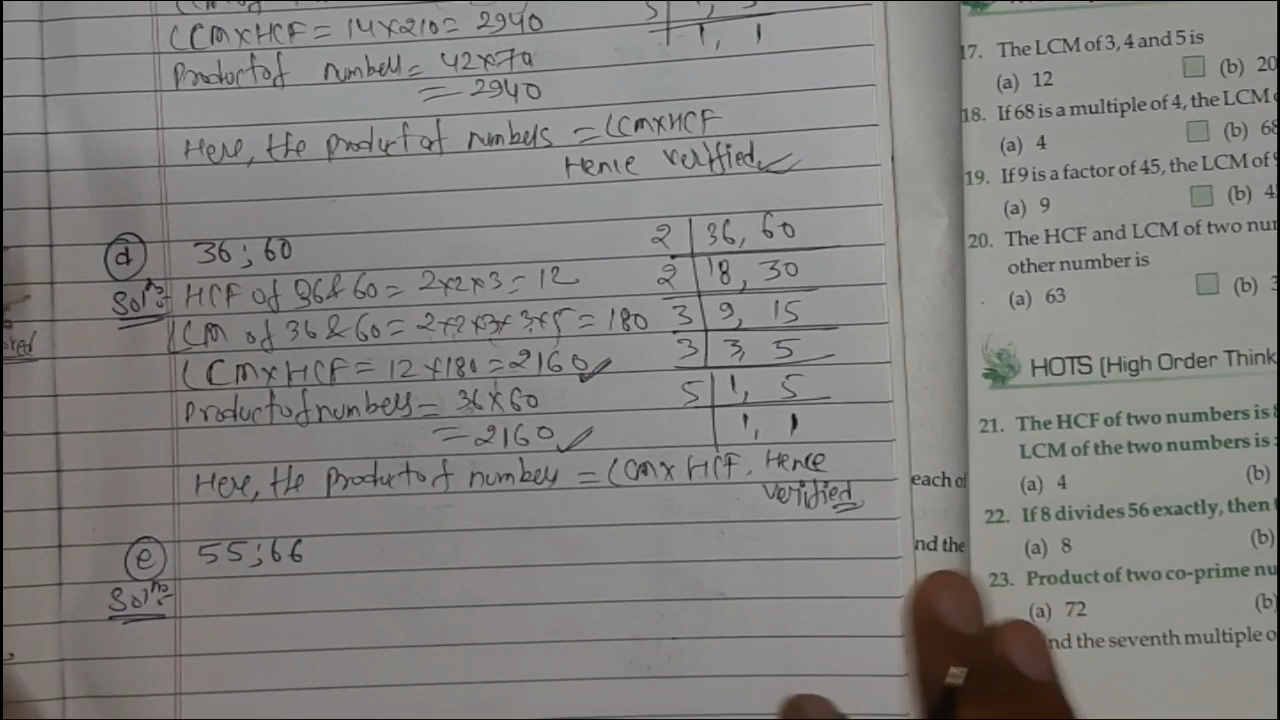 LCM×HCF = 14×210 = 2940
Product of numbers = 42×70
= 2940
Here, the product of numbers = LCM×HCF
Hence verified
(d) 36; 60
Sol^n:- HCF of 36 & 60 = 2×2×3 = 12
LCM of 36 & 60 = 2×2×3×3×5 = 180
LCM×HCF = 12×180 = 2160
Product of numbers = 36×60
= 2160
Here, the product of numbers = LCM×HCF. Hence
verified
2 | 36, 60
2 | 18, 30
3 | 9, 15
3 | 3, 5
5 | 1, 5
1, 1
(e) 55; 66
Sol^n:-
1, 1
each of
nd the
17. The LCM of 3, 4 and 5 is
(a) 12 (b) 20
18. If 68 is a multiple of 4, the LCM
(a) 4 (b) 68
19. If 9 is a factor of 45, the LCM of
(a) 9 (b) 4
20. The HCF and LCM of two nu
other number is
(a) 63 (b)
HOTS (High Order Think
21. The HCF of two numbers is
LCM of the two numbers is
(a) 4 (b)
22. If 8 divides 56 exactly, then
(a) 8 (b)
23. Product of two co-prime nu
(a) 72 (b)
nd the seventh multiple o